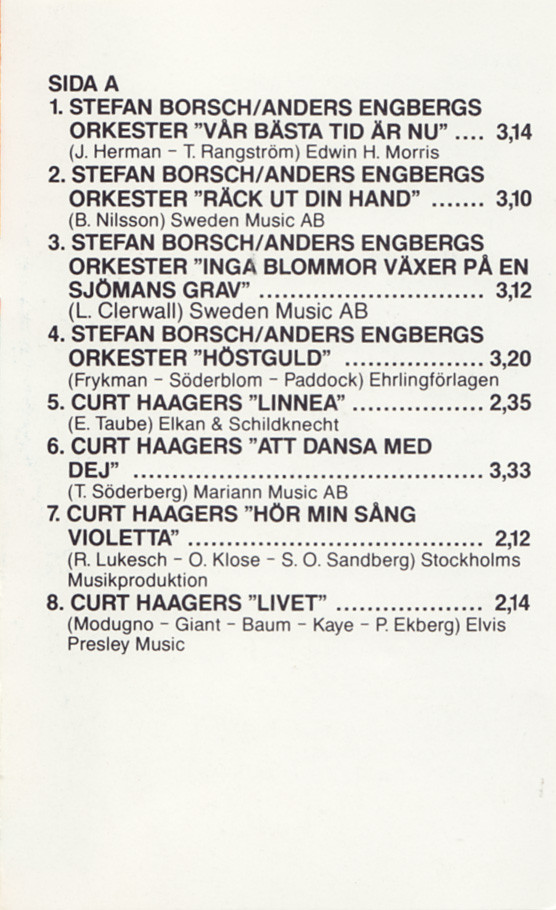 SIDA A
1. STEFAN BORSCH/ANDERS ENGBERGS
ORKESTER ”VÅR BÄSTA TID ÄR NU” .... 3,14
(J. Herman – T. Rangström) Edwin H. Morris
2. STEFAN BORSCH/ANDERS ENGBERGS
ORKESTER ”RÄCK UT DIN HAND” ....... 3,10
(B. Nilsson) Sweden Music AB
3. STEFAN BORSCH/ANDERS ENGBERGS
ORKESTER ”INGA BLOMMOR VÄXER PÅ EN
SJÖMANS GRAV” ............................ 3,12
(L. Clerwall) Sweden Music AB
4. STEFAN BORSCH/ANDERS ENGBERGS
ORKESTER ”HÖSTGULD” .................. 3,20
(Frykman – Söderblom – Paddock) Ehrlingförlagen
5. CURT HAAGERS ”LINNEA” ................. 2,35
(E. Taube) Elkan & Schildknecht
6. CURT HAAGERS ”ATT DANSA MED
DEJ” ............................................. 3,33
(T. Söderberg) Mariann Music AB
7. CURT HAAGERS ”HÖR MIN SÅNG
VIOLETTA” ...................................... 2,12
(R. Lukesch – O. Klose – S. O. Sandberg) Stockholms
Musikproduktion
8. CURT HAAGERS ”LIVET” ................... 2,14
(Modugno – Giant – Baum – Kaye – P. Ekberg) Elvis
Presley Music